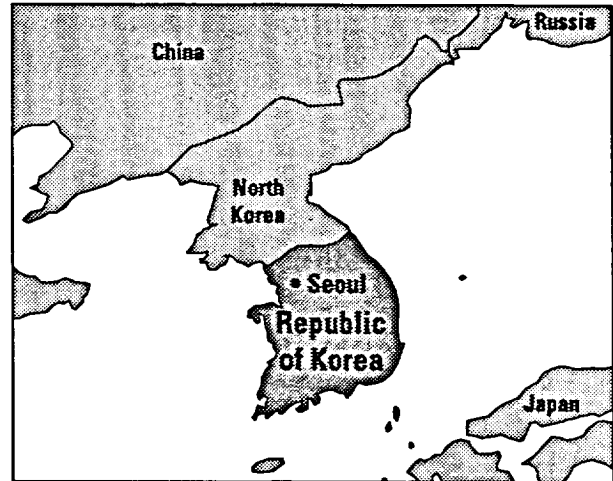 Russia
China
North
Korea
Seoul
Republic
of Korea
Japan